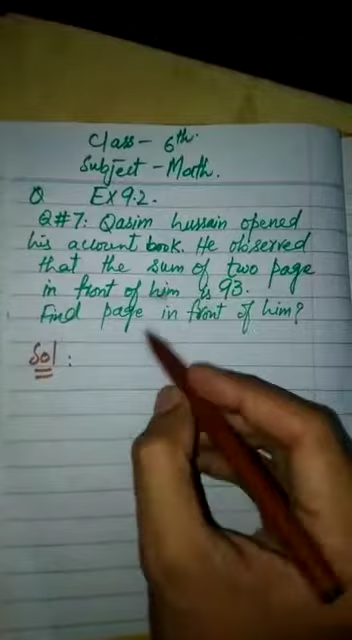 Class - 6th.
Subject - Math.
Q Ex 9.2.
Q#7: Qasim hussain opened
his account book. He observed
that the sum of two page
in front of him is 93.
Find page in front of him?
Sol: